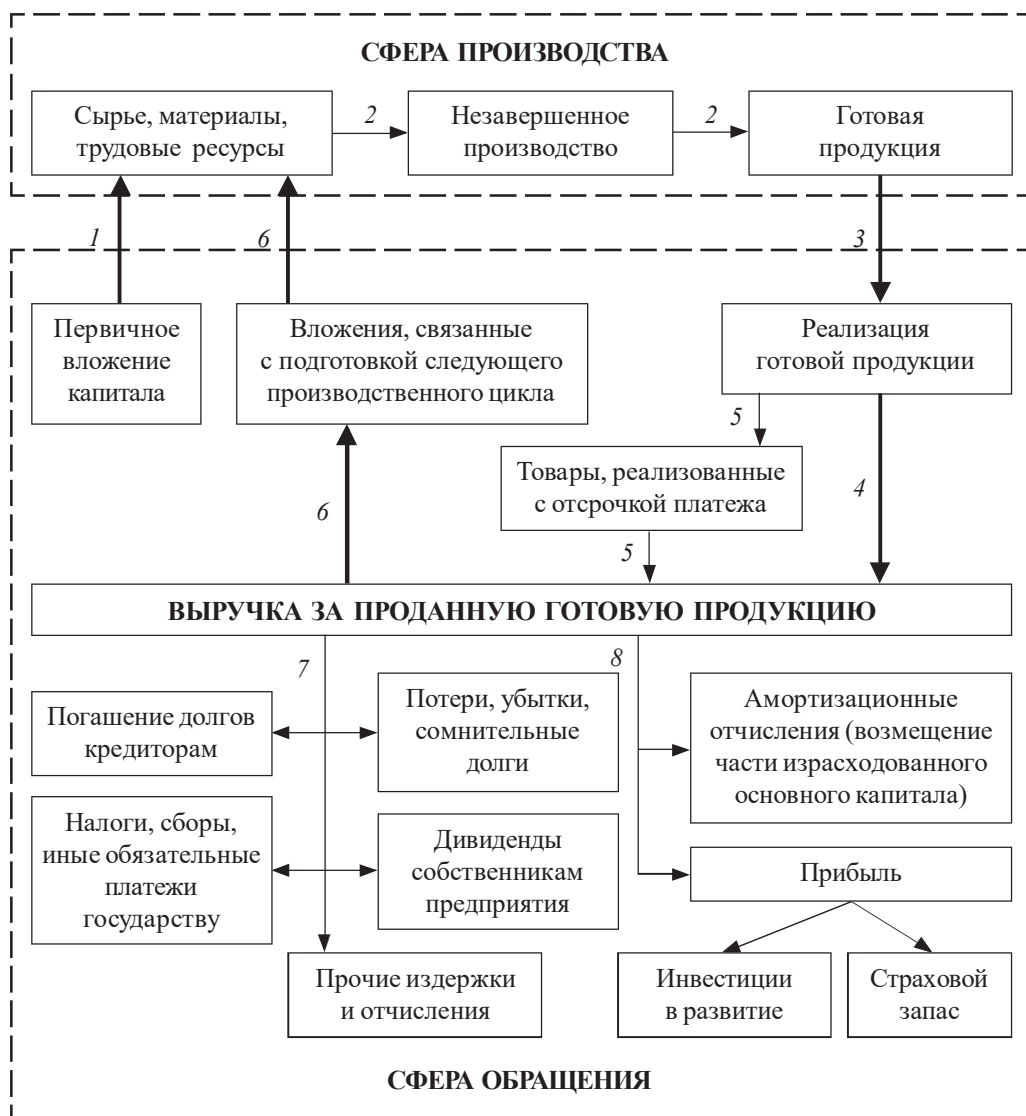 СФЕРА ПРОИЗВОДСТВА
Сырье, материалы,
трудовые ресурсы
2
Незавершенное
производство
2
Готовая
продукция
1
6
3
Первичное
вложение
капитала
Вложения, связанные
с подготовкой следующего
производственного цикла
Реализация
готовой продукции
5
Товары, реализованные
с отсрочкой платежа
4
6
5
ВЫРУЧКА ЗА ПРОДАННУЮ ГОТОВУЮ ПРОДУКЦИЮ
7
8
Погашение долгов
кредиторам
Потери, убытки,
сомнительные
долги
Амортизационные
отчисления (возмещение
части израсходованного
основного капитала)
Налоги, сборы,
иные обязательные
платежи
государству
Дивиденды
собственникам
предприятия
Прибыль
Прочие издержки
и отчисления
Инвестиции
в развитие
Страховой
запас
СФЕРА ОБРАЩЕНИЯ